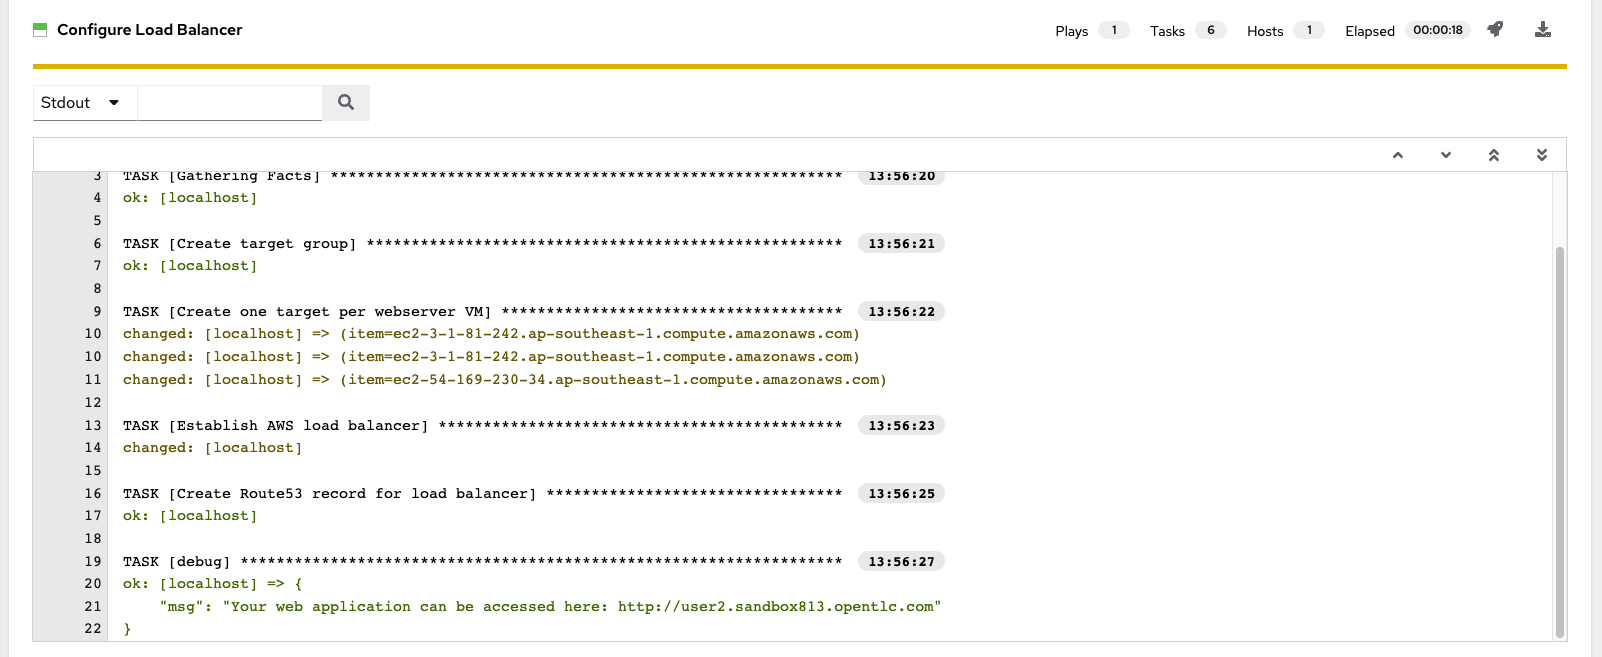 Configure Load Balancer Plays 1 Tasks 6 Hosts 1 Elapsed 00:00:18
Stdout
3 TASK [Gathering Facts] ********************************************************* 13:56:20
4 ok: [localhost]
5
6 TASK [Create target group] ***************************************************** 13:56:21
7 ok: [localhost]
8
9 TASK [Create one target per webserver VM] ************************************** 13:56:22
10 changed: [localhost] => (item=ec2-3-1-81-242.ap-southeast-1.compute.amazonaws.com)
10 changed: [localhost] => (item=ec2-3-1-81-242.ap-southeast-1.compute.amazonaws.com)
11 changed: [localhost] => (item=ec2-54-169-230-34.ap-southeast-1.compute.amazonaws.com)
12
13 TASK [Establish AWS load balancer] ********************************************* 13:56:23
14 changed: [localhost]
15
16 TASK [Create Route53 record for load balancer] ********************************* 13:56:25
17 ok: [localhost]
18
19 TASK [debug] ******************************************************************* 13:56:27
20 ok: [localhost] => {
21     "msg": "Your web application can be accessed here: http://user2.sandbox813.opentlc.com"
22 }